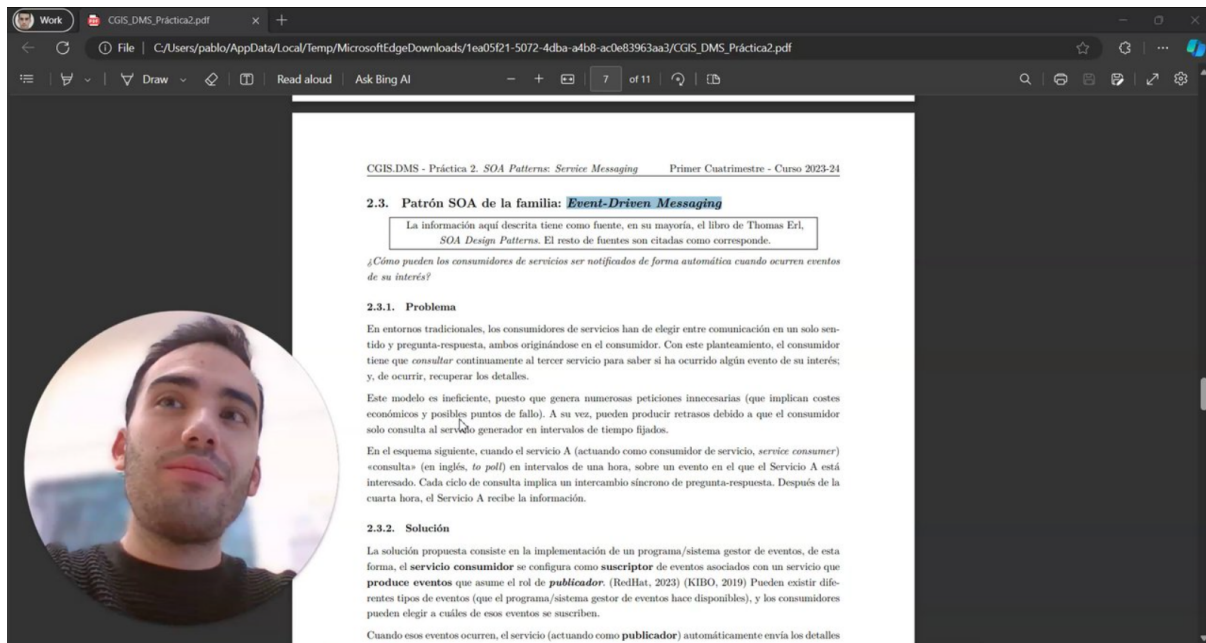 Work
CGIS_DMS_Práctica2.pdf
File C:/Users/pablo/AppData/Local/Temp/MicrosoftEdgeDownloads/1ea05f21-5072-4dba-a4b8-ac0e83963aa3/CGIS_DMS_Práctica2.pdf
Draw Read aloud Ask Bing AI 7 of 11
CGIS.DMS - Práctica 2. SOA Patterns: Service Messaging Primer Cuatrimestre - Curso 2023-24
2.3. Patrón SOA de la familia: Event-Driven Messaging
La información aquí descrita tiene como fuente, en su mayoría, el libro de Thomas Erl,
SOA Design Patterns. El resto de fuentes son citadas como corresponde.
¿Cómo pueden los consumidores de servicios ser notificados de forma automática cuando ocurren eventos
de su interés?
2.3.1. Problema
En entornos tradicionales, los consumidores de servicios han de elegir entre comunicación en un solo sen-
tido y pregunta-respuesta, ambos originándose en el consumidor. Con este planteamiento, el consumidor
tiene que consultar continuamente al tercer servicio para saber si ha ocurrido algún evento de su interés;
y, de ocurrir, recuperar los detalles.
Este modelo es ineficiente, puesto que genera numerosas peticiones innecesarias (que implican costes
económicos y posibles puntos de fallo). A su vez, pueden producir retrasos debido a que el consumidor
solo consulta al servicio generador en intervalos de tiempo fijados.
En el esquema siguiente, cuando el servicio A (actuando como consumidor de servicio, service consumer)
«consulta» (en inglés, to poll) en intervalos de una hora, sobre un evento en el que el Servicio A está
interesado. Cada ciclo de consulta implica un intercambio síncrono de pregunta-respuesta. Después de la
cuarta hora, el Servicio A recibe la información.
2.3.2. Solución
La solución propuesta consiste en la implementación de un programa/sistema gestor de eventos, de esta
forma, el servicio consumidor se configura como suscriptor de eventos asociados con un servicio que
produce eventos que asume el rol de publicador. (RedHat, 2023) (KIBO, 2019) Pueden existir dife-
rentes tipos de eventos (que el programa/sistema gestor de eventos hace disponibles), y los consumidores
pueden elegir a cuáles de esos eventos se suscriben.
Cuando esos eventos ocurren, el servicio (actuando como publicador) automáticamente envía los detalles